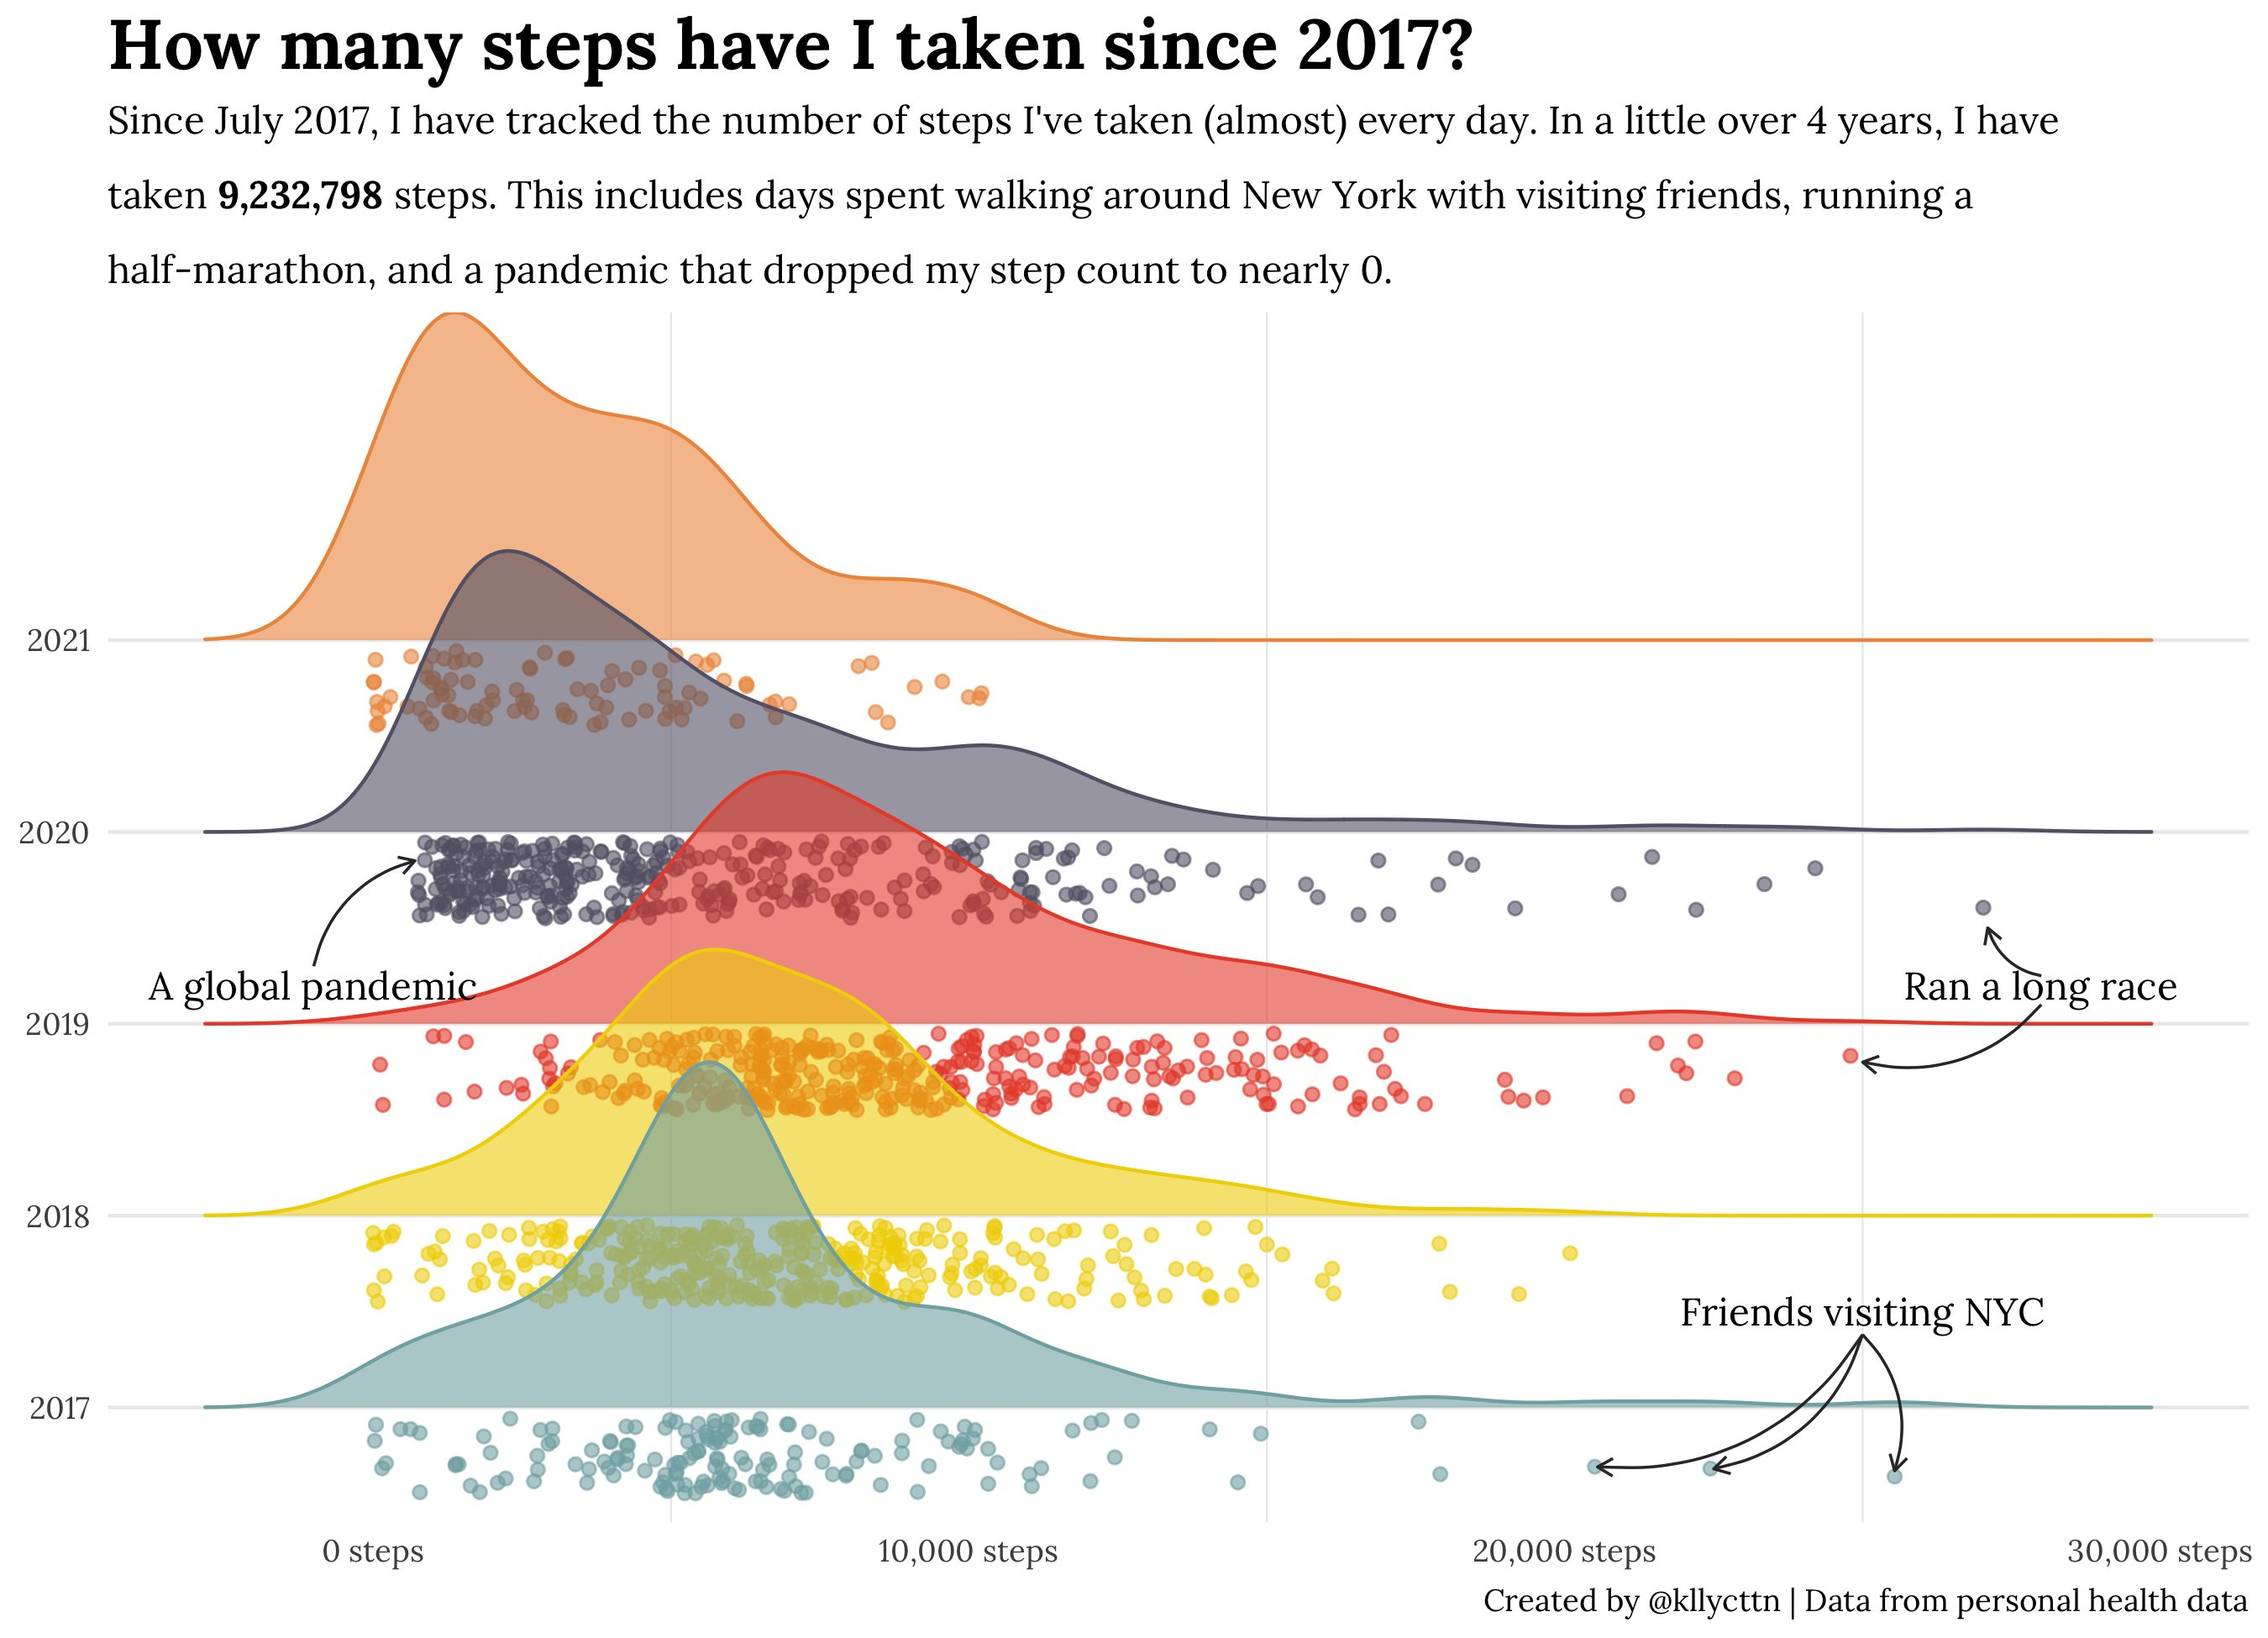 How many steps have I taken since 2017?
Since July 2017, I have tracked the number of steps I've taken (almost) every day. In a little over 4 years, I have
taken 9,232,798 steps. This includes days spent walking around New York with visiting friends, running a
half-marathon, and a pandemic that dropped my step count to nearly 0.
2021
2020
A global pandemic
Ran a long race
2019
2018
Friends visiting NYC
2017
0 steps
10,000 steps
20,000 steps
30,000 steps
Created by @kllycttn | Data from personal health data